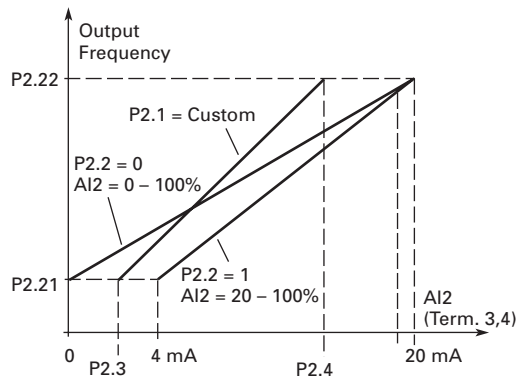 Output
Frequency
P2.22
P2.1 = Custom
P2.2 = 0
AI2 = 0 – 100%
P2.21
P2.2 = 1
AI2 = 20 – 100%
AI2
(Term. 3,4)
0
P2.3
4 mA
P2.4
20 mA